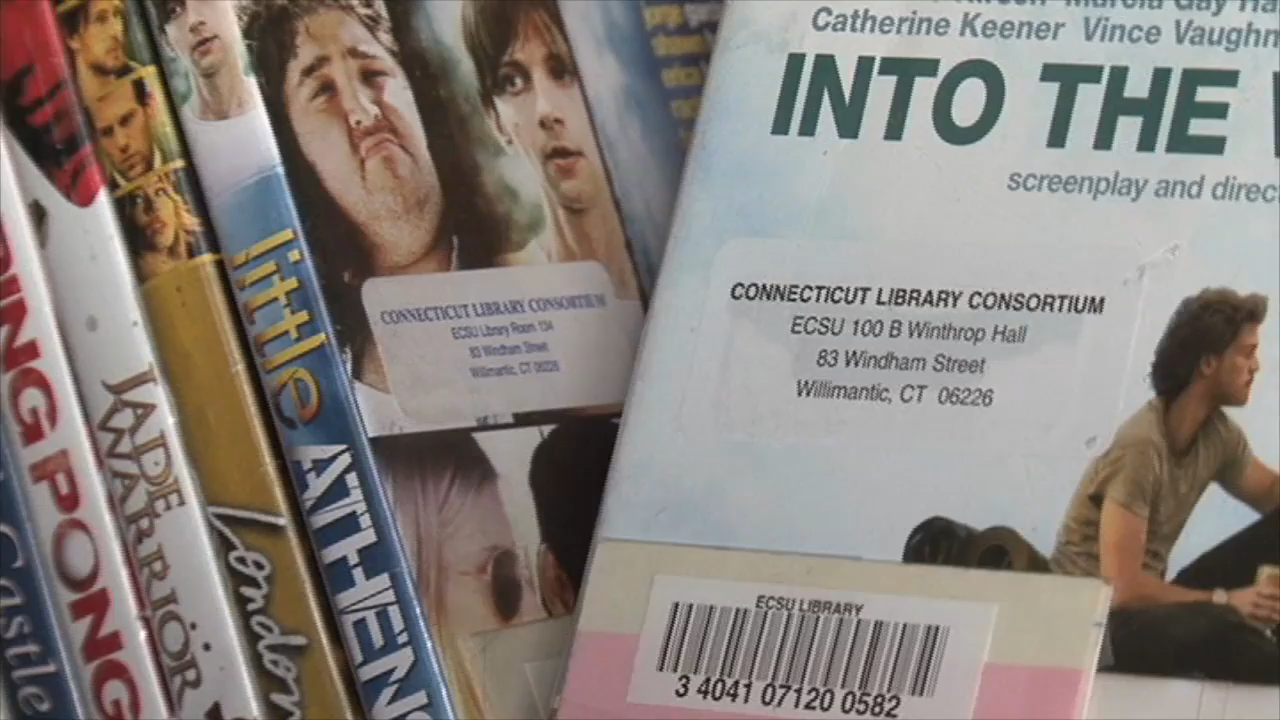 Catherine Keener Vince Vaughn
INTO THE
screenplay and direc
CONNECTICUT LIBRARY CONSORTIUM
ECSU 100 B Winthrop Hall
83 Windham Street
Willimantic, CT 06226
ECSU LIBRARY
3 4041 07120 0582
CONNECTICUT LIBRARY CONSORTIUM
ECSU Library Room 134
83 Windham Street
Willimantic, CT 06226
little
ATHENS
London
JADE
WARRIOR
PING PONG
Castle